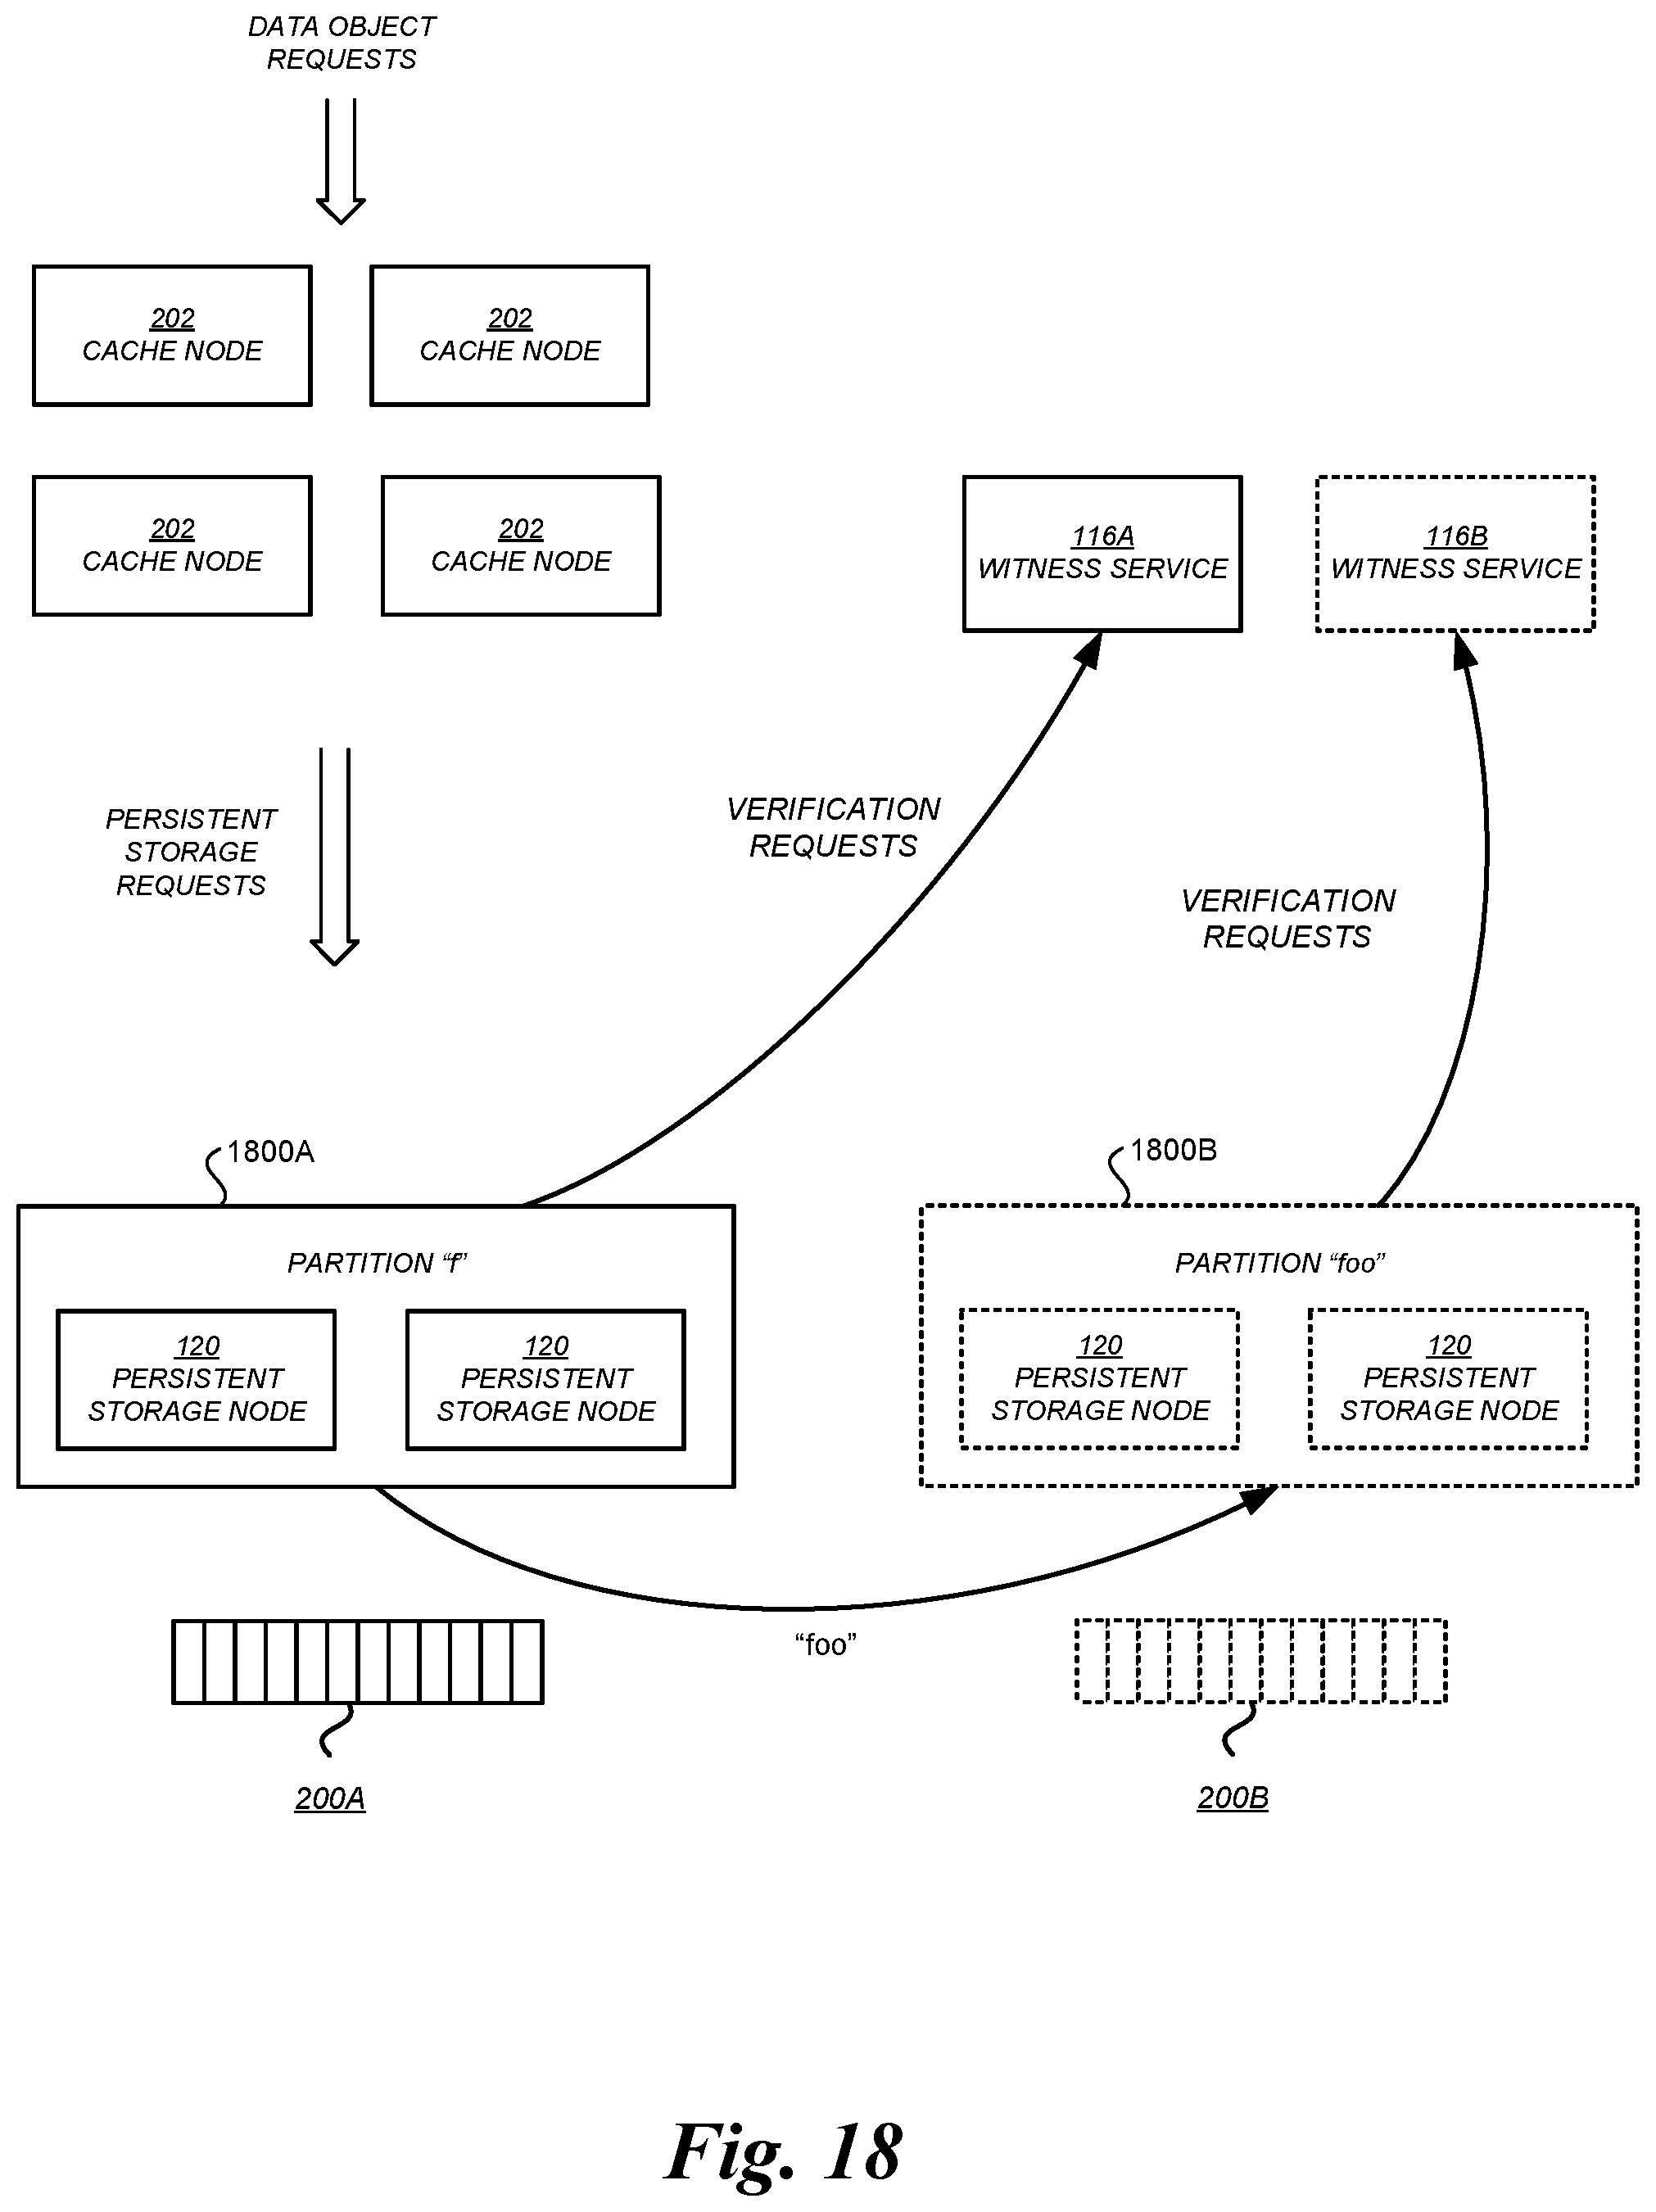 DATA OBJECT
REQUESTS
202
CACHE NODE
202
CACHE NODE
202
CACHE NODE
202
CACHE NODE
116A
WITNESS SERVICE
116B
WITNESS SERVICE
PERSISTENT
STORAGE
REQUESTS
VERIFICATION
REQUESTS
VERIFICATION
REQUESTS
1800A
1800B
PARTITION “f”
120
PERSISTENT
STORAGE NODE
120
PERSISTENT
STORAGE NODE
PARTITION “foo”
120
PERSISTENT
STORAGE NODE
120
PERSISTENT
STORAGE NODE
“foo”
200A
200B
Fig. 18